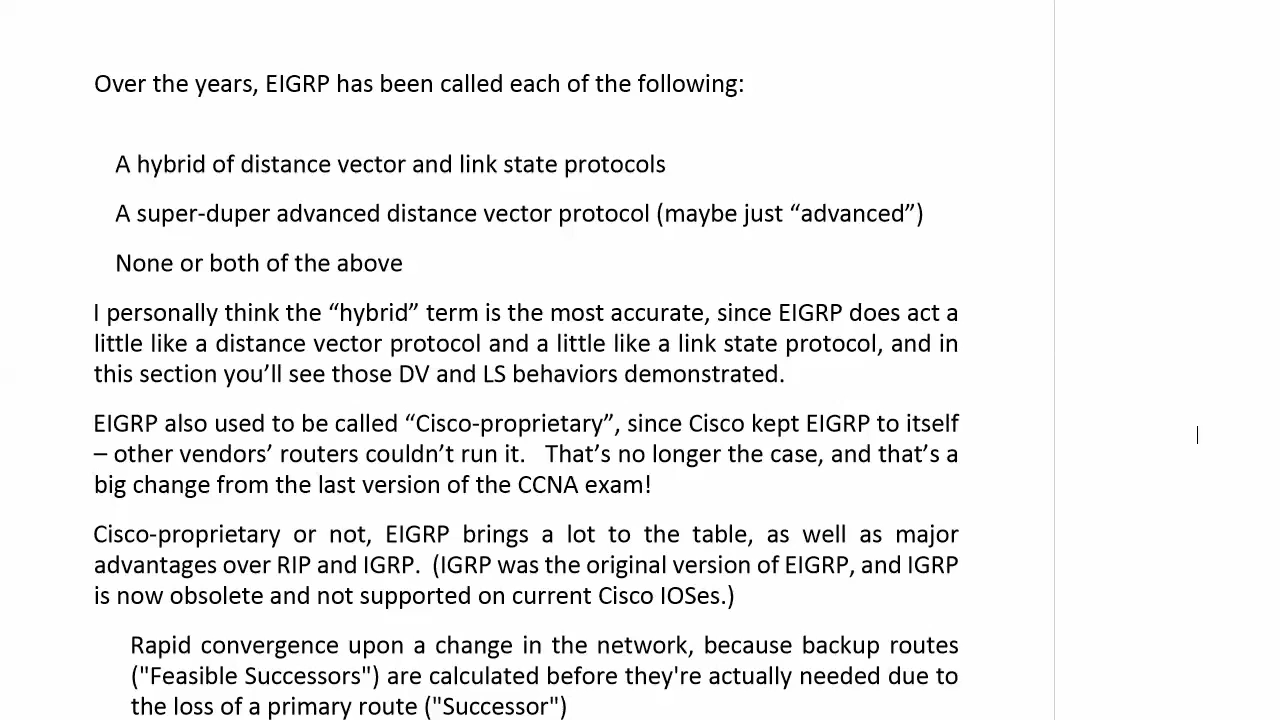 Over the years, EIGRP has been called each of the following:
A hybrid of distance vector and link state protocols
A super-duper advanced distance vector protocol (maybe just “advanced”)
None or both of the above
I personally think the “hybrid” term is the most accurate, since EIGRP does act a
little like a distance vector protocol and a little like a link state protocol, and in
this section you’ll see those DV and LS behaviors demonstrated.
EIGRP also used to be called “Cisco-proprietary”, since Cisco kept EIGRP to itself
– other vendors’ routers couldn’t run it.   That’s no longer the case, and that’s a
big change from the last version of the CCNA exam!
Cisco-proprietary or not, EIGRP brings a lot to the table, as well as major
advantages over RIP and IGRP.  (IGRP was the original version of EIGRP, and IGRP
is now obsolete and not supported on current Cisco IOSes.)
Rapid convergence upon a change in the network, because backup routes
("Feasible Successors") are calculated before they're actually needed due to
the loss of a primary route ("Successor")